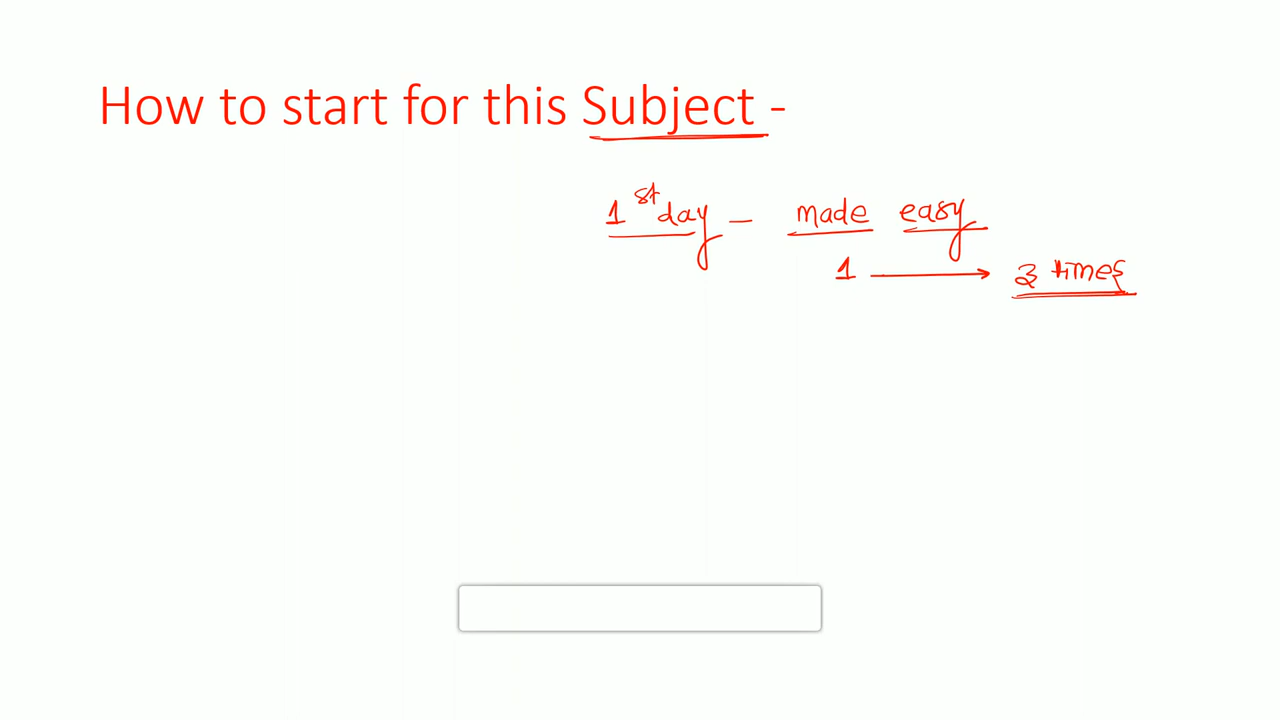 How to start for this Subject -
1st day - made easy
1 → 3 times